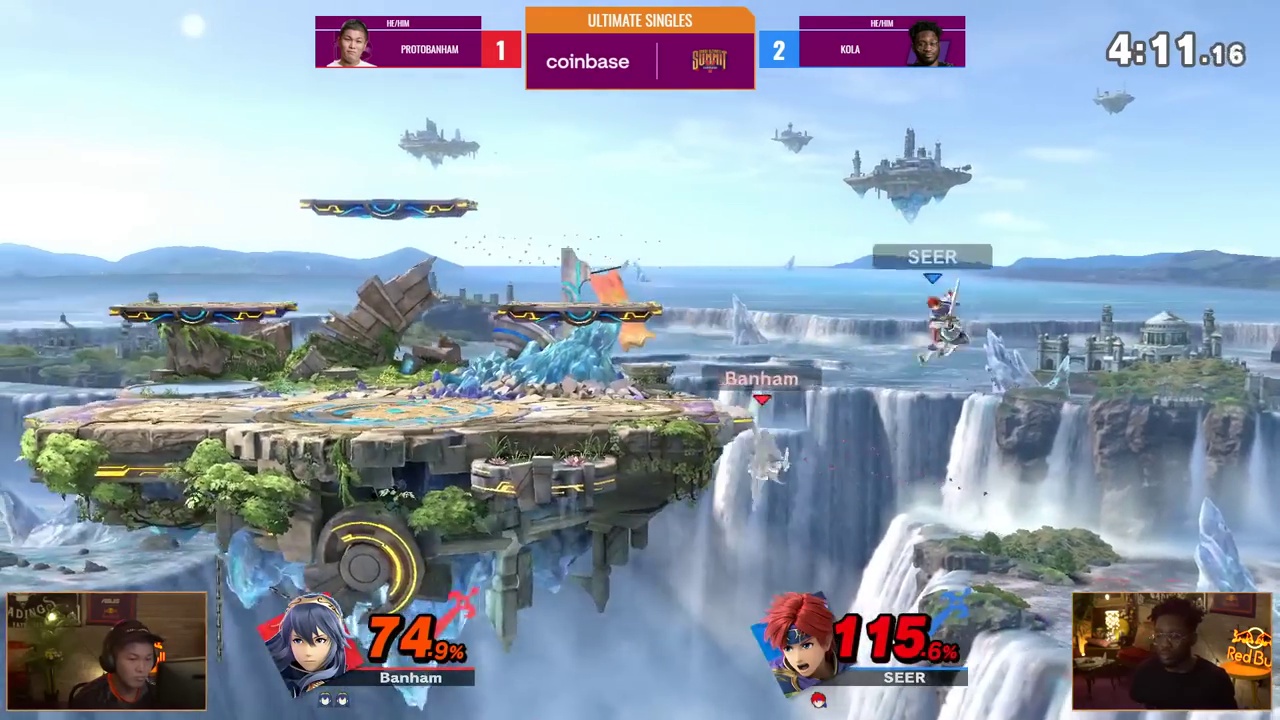 HE/HIM
PROTOBANHAM
1
ULTIMATE SINGLES
coinbase
SUMMIT
2
HE/HIM
KOLA
4:11.16
SEER
Banham
74.9%
Banham
115.6%
SEER
Red Bu